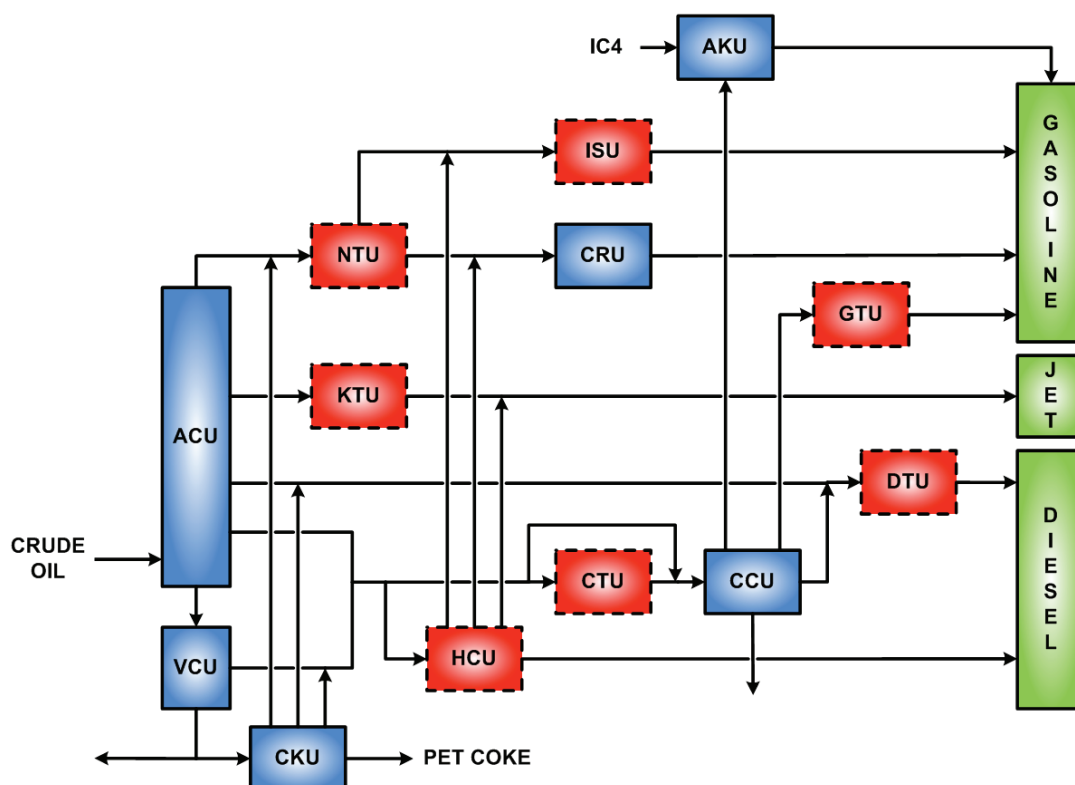 IC4
AKU
GASOLINE
ISU
NTU
CRU
GTU
JET
KTU
ACU
DTU
DIESEL
CRUDE
OIL
CTU
CCU
VCU
HCU
CKU
PET COKE